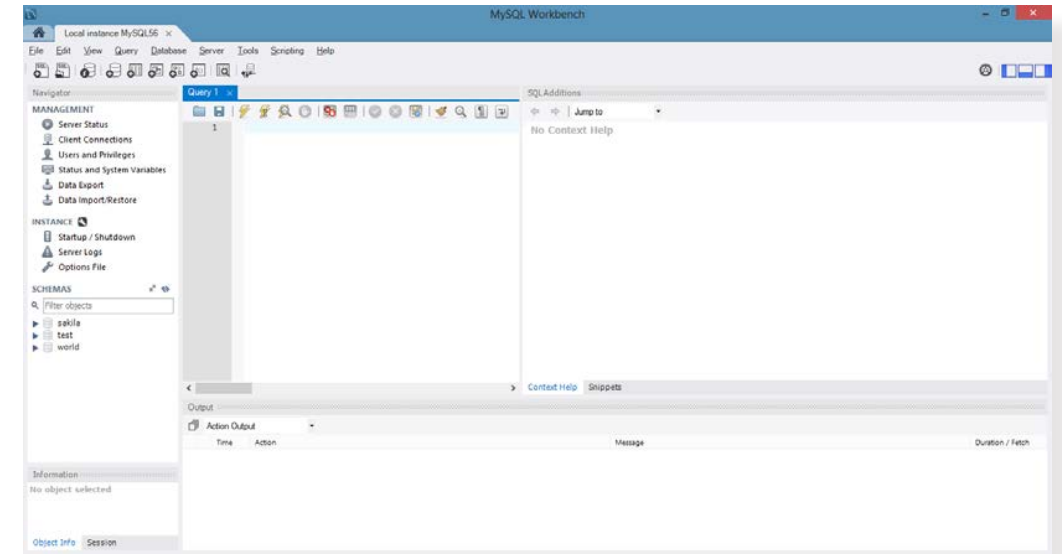 MySQL Workbench
Local instance MySQL56 ×
File Edit View Query Database Server Tools Scripting Help
Navigator
MANAGEMENT
Server Status
Client Connections
Users and Privileges
Status and System Variables
Data Export
Data Import/Restore
INSTANCE
Startup / Shutdown
Server Logs
Options File
SCHEMAS
Filter objects
sakila
test
world
Information
No object selected
Object Info Session
Query 1 ×
1
SQLAdditions
Jump to
No Context Help
Context Help Snippets
Output
Action Output
Time Action Message Duration / Fetch